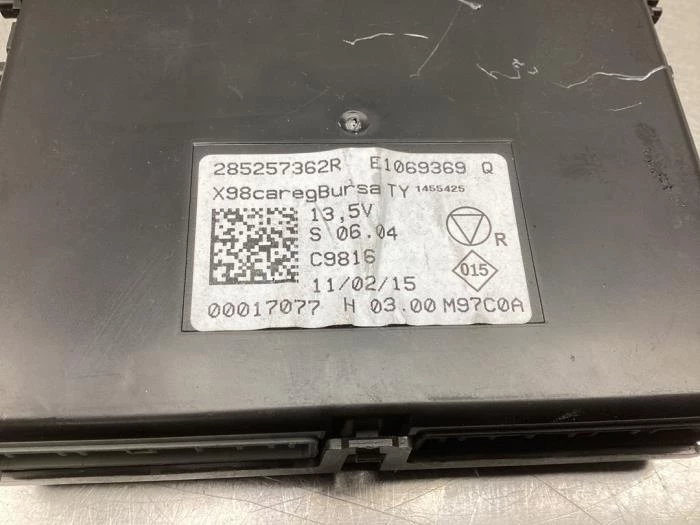 285257362R E1069369 Q
X98caregBursa TY 1455425
13,5V
S 06.04
R
C9816
015
11/02/15
00017077 H 03.00 M97C0A